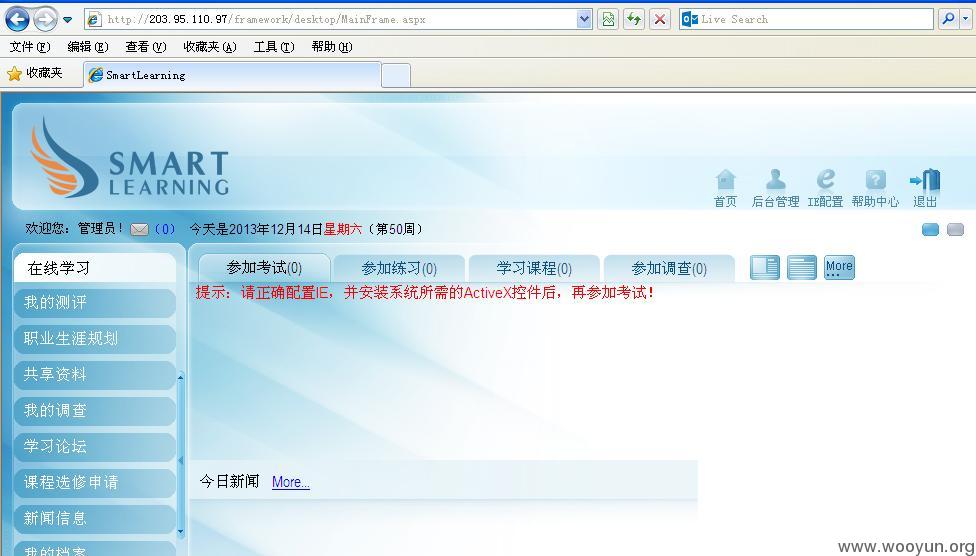 http://203.95.110.97/framework/desktop/MainFrame.aspx
Live Search
文件(F) 编辑(E) 查看(V) 收藏夹(A) 工具(T) 帮助(H)
收藏夹 SmartLearning
SMART
LEARNING
首页 后台管理 IE配置 帮助中心 退出
欢迎您: 管理员! (0) 今天是2013年12月14日星期六 (第50周)
在线学习
参加考试(0) 参加练习(0) 学习课程(0) 参加调查(0) More
提示: 请正确配置IE，并安装系统所需的ActiveX控件后，再参加考试!
我的测评
职业生涯规划
共享资料
我的调查
学习论坛
课程选修申请
今日新闻 More...
新闻信息
我的档案
www.wooyun.org